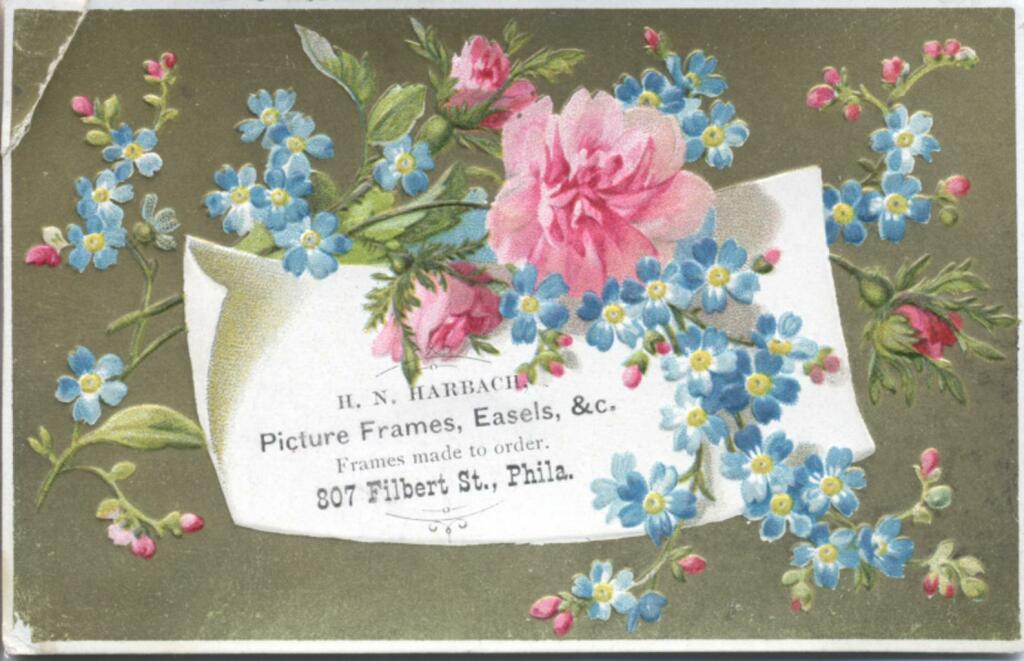 H. N. HARBACH,
Picture Frames, Easels, &c.
Frames made to order.
807 Filbert St., Phila.